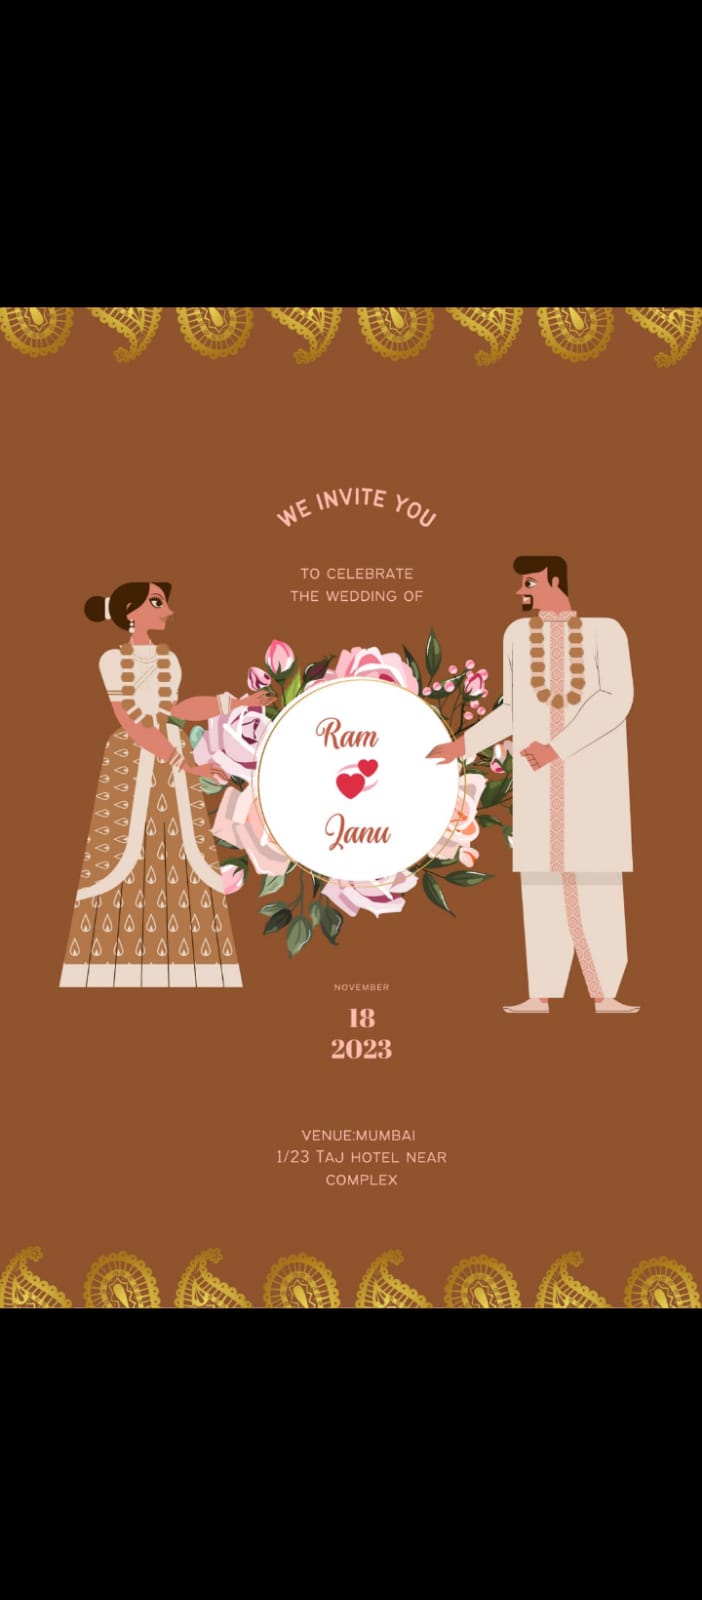 WE INVITE YOU
TO CELEBRATE
THE WEDDING OF
Ram
Janu
NOVEMBER
18
2023
VENUE:MUMBAI
1/23 TAJ HOTEL NEAR
COMPLEX